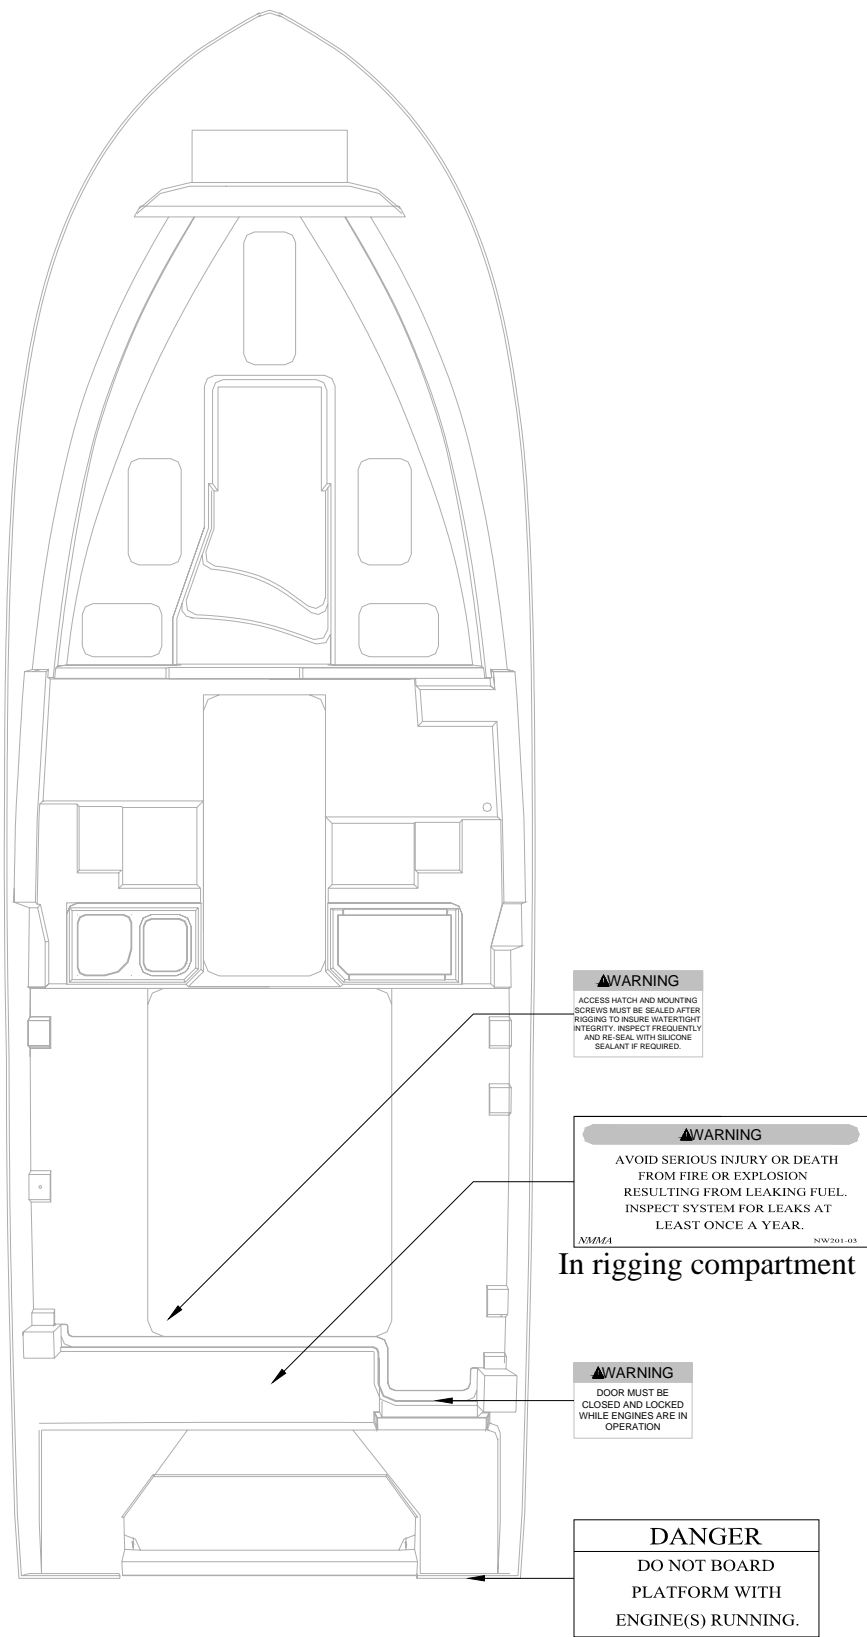 WARNING
ACCESS HATCH AND MOUNTING
SCREWS MUST BE SEALED AFTER
RIGGING TO INSURE WATERTIGHT
INTEGRITY. INSPECT FREQUENTLY
AND RE-SEAL WITH SILICONE
SEALANT IF REQUIRED.
WARNING
AVOID SERIOUS INJURY OR DEATH
FROM FIRE OR EXPLOSION
RESULTING FROM LEAKING FUEL.
INSPECT SYSTEM FOR LEAKS AT
LEAST ONCE A YEAR.
NMMA NW201-03
In rigging compartment
WARNING
DOOR MUST BE
CLOSED AND LOCKED
WHILE ENGINES ARE IN
OPERATION
DANGER
DO NOT BOARD
PLATFORM WITH
ENGINE(S) RUNNING.